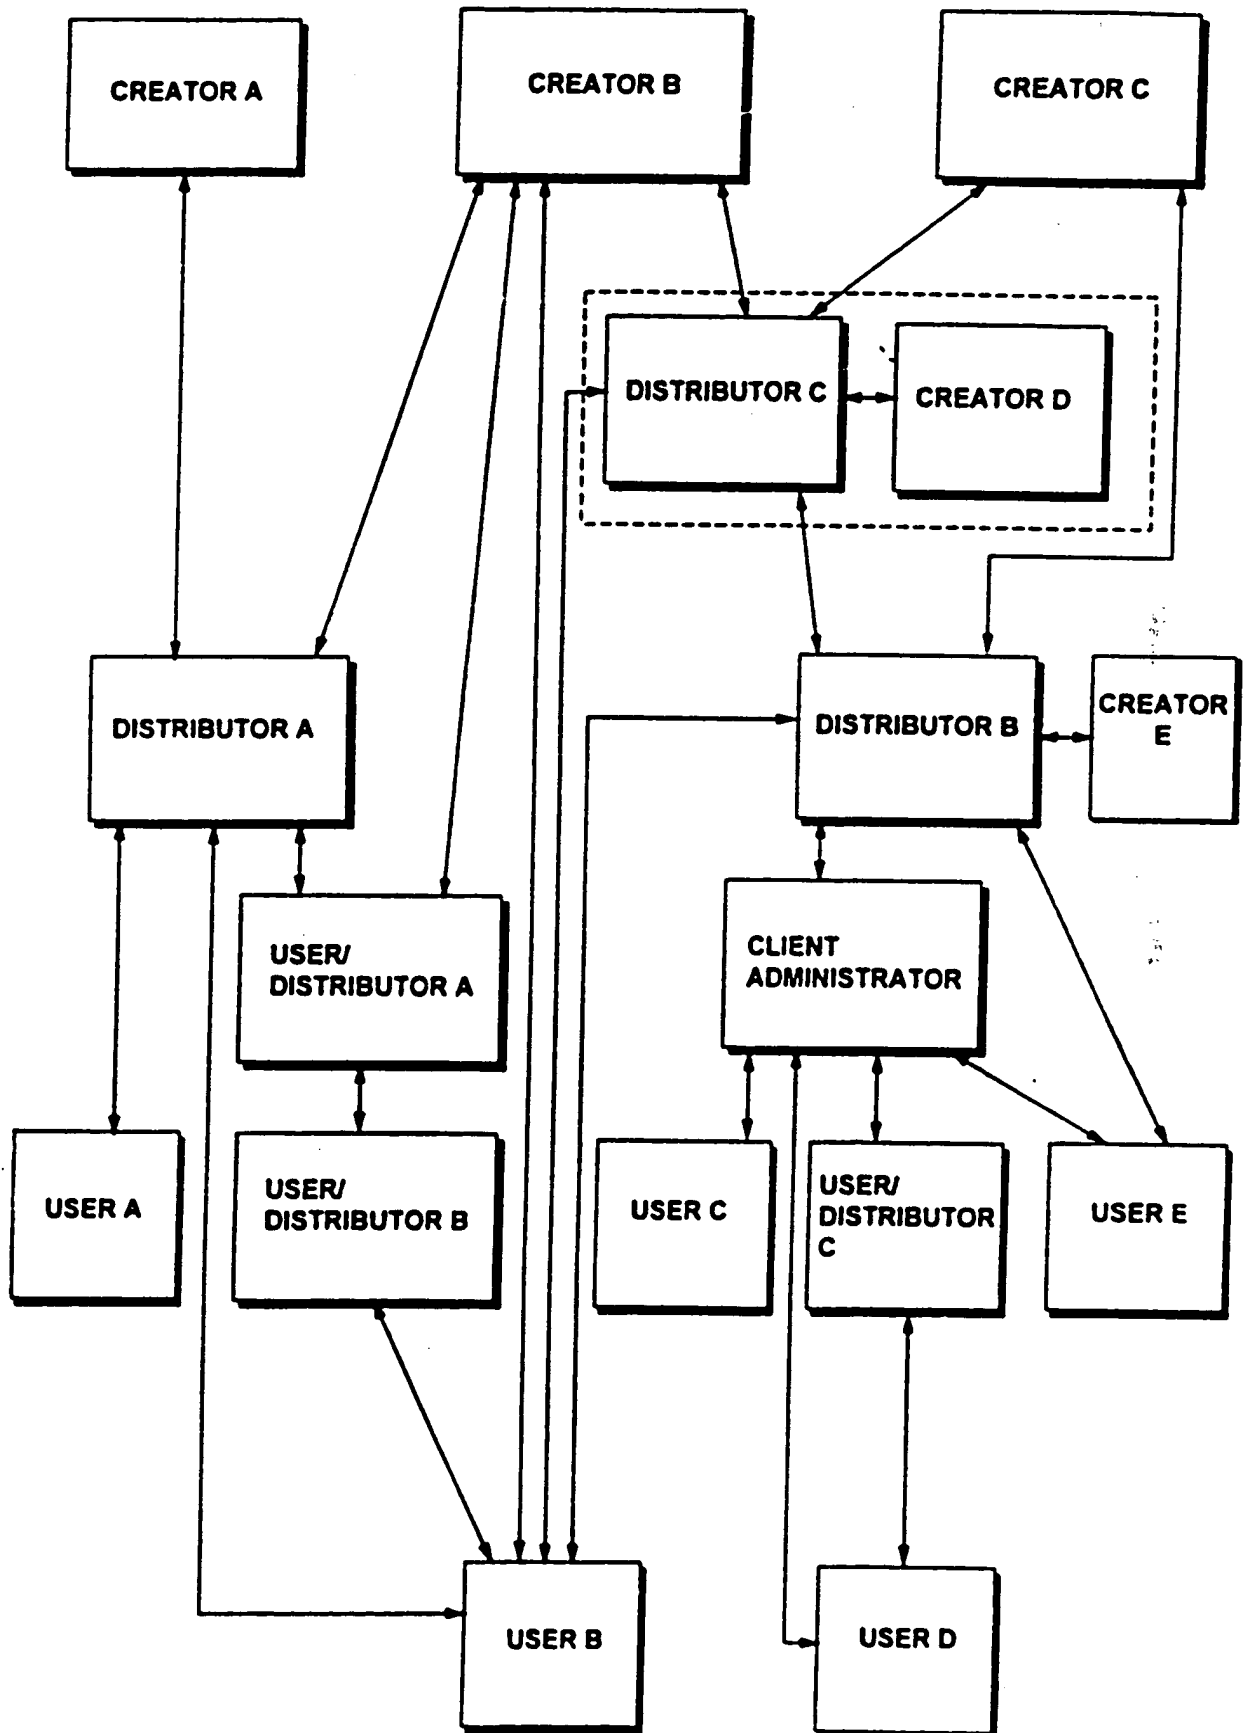 CREATOR A
CREATOR B
CREATOR C
DISTRIBUTOR C
CREATOR D
DISTRIBUTOR A
DISTRIBUTOR B
CREATOR
E
USER/
DISTRIBUTOR A
CLIENT
ADMINISTRATOR
USER A
USER/
DISTRIBUTOR B
USER C
USER/
DISTRIBUTOR
C
USER E
USER B
USER D